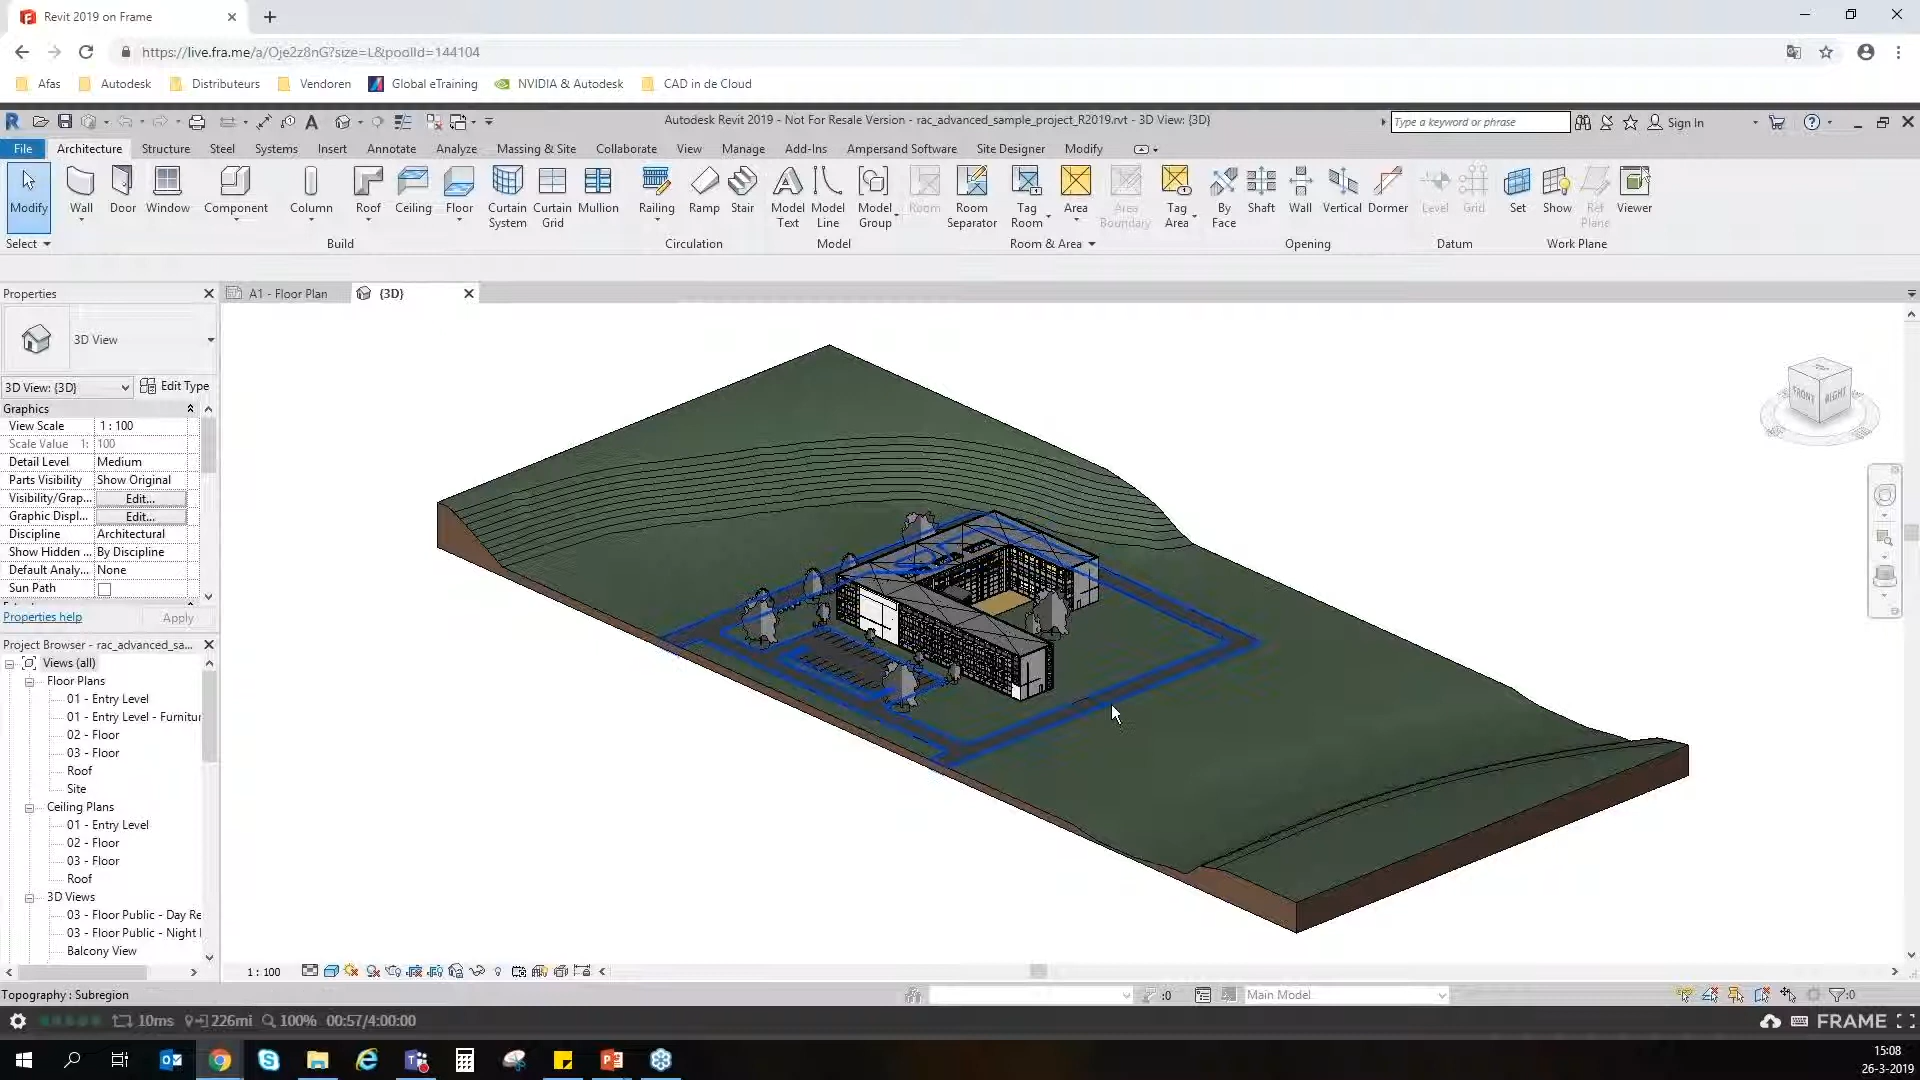 Revit 2019 on Frame
https://live.fra.me/a/Oje2z8nG?size=L&poolId=144104
Afas Autodesk Distributeurs Vendoren Global eTraining NVIDIA & Autodesk CAD in de Cloud
Autodesk Revit 2019 - Not For Resale Version - rac_advanced_sample_project_R2019.rvt - 3D View: {3D}
Type a keyword or phrase
Sign In
File Architecture Structure Steel Systems Insert Annotate Analyze Massing & Site Collaborate View Manage Add-Ins Ampersand Software Site Designer Modify
Modify Wall Door Window Component Column Roof Ceiling Floor Curtain System Curtain Grid Mullion Railing Ramp Stair Model Text Model Line Model Group Room Room Separator Tag Room Area Area Boundary Tag Area By Face Shaft Wall Vertical Dormer Level Grid Set Show Ref Plane Viewer
Select Build Circulation Model Room & Area Opening Datum Work Plane
Properties
A1 - Floor Plan {3D}
3D View
3D View: {3D} Edit Type
Graphics
View Scale 1 : 100
Scale Value 1: 100
Detail Level Medium
Parts Visibility Show Original
Visibility/Grap... Edit...
Graphic Displ... Edit...
Discipline Architectural
Show Hidden ... By Discipline
Default Analy... None
Sun Path
Properties help Apply
Project Browser - rac_advanced_sa...
Views (all)
Floor Plans
01 - Entry Level
01 - Entry Level - Furnitur
02 - Floor
03 - Floor
Roof
Site
Ceiling Plans
01 - Entry Level
02 - Floor
03 - Floor
Roof
3D Views
03 - Floor Public - Day Re
03 - Floor Public - Night
Balcony View
FRONT RIGHT
1 : 100
Topography : Subregion
:0
Main Model
:0
10ms 226mi 100% 00:57/4:00:00
FRAME
15:08
26-3-2019